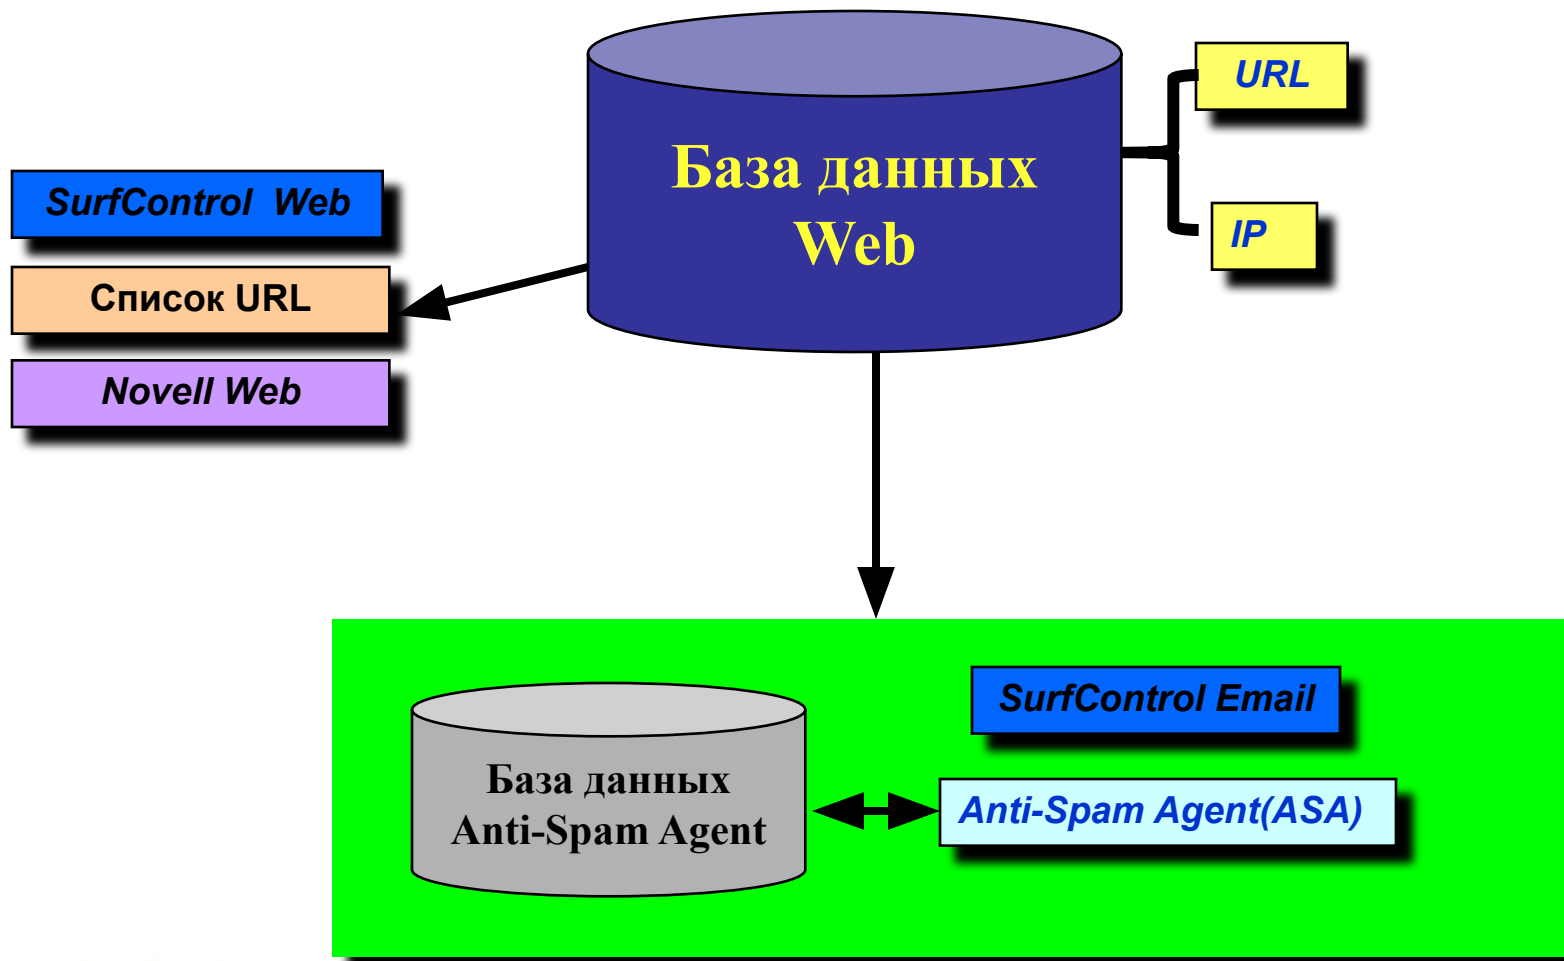 База данных
Web
URL
IP
SurfControl Web
Список URL
Novell Web
SurfControl Email
База данных
Anti-Spam Agent
Anti-Spam Agent(ASA)